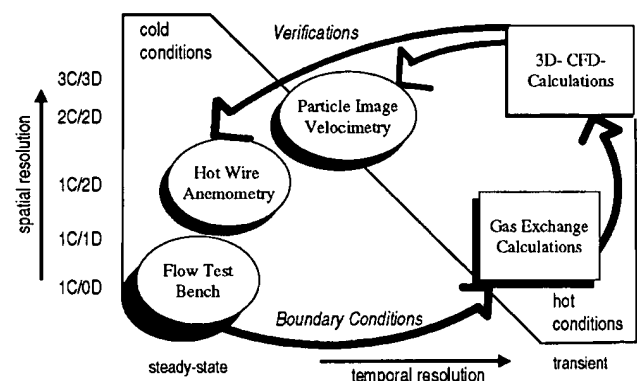 cold
conditions
Verifications
3D- CFD-
Calculations
3C/3D
2C/2D
1C/2D
1C/1D
1C/0D
spatial resolution
Particle Image
Velocimetry
Hot Wire
Anemometry
Gas Exchange
Calculations
Flow Test
Bench
Boundary Conditions
hot
conditions
steady-state
temporal resolution
transient